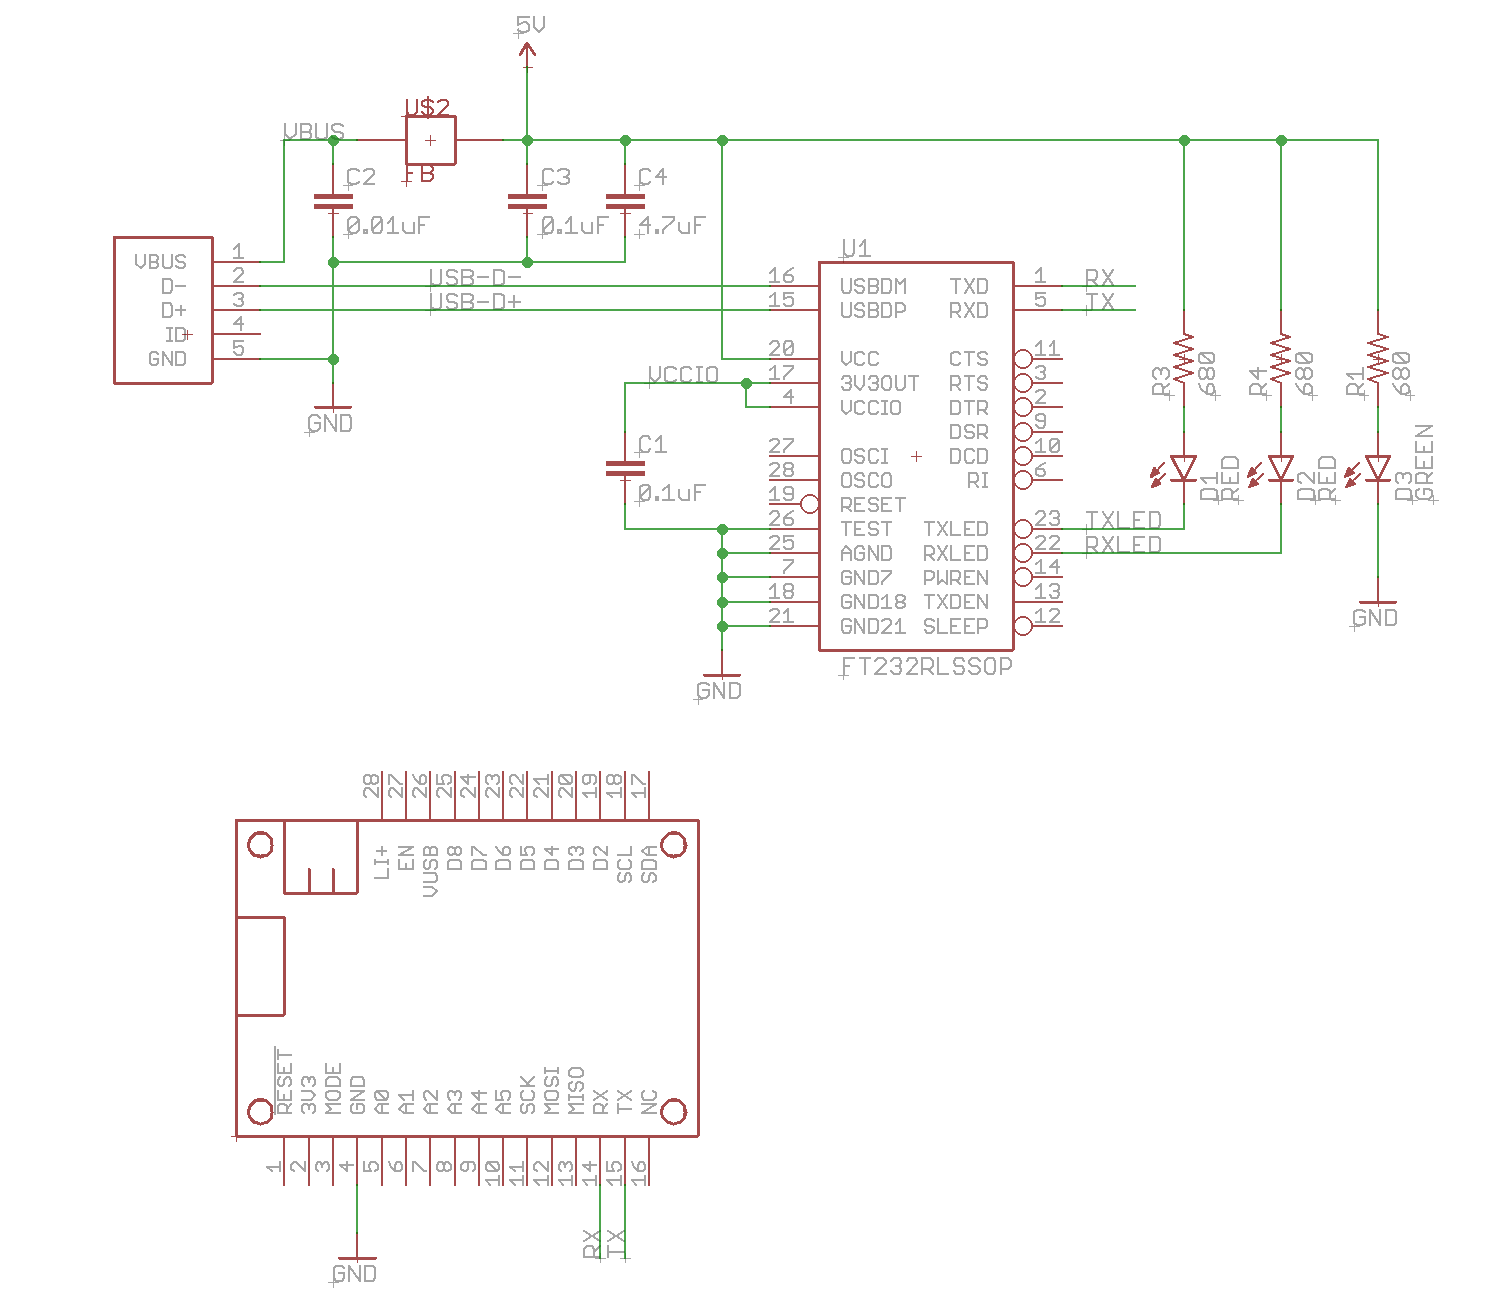 5V
U$2
VBUS
FB
C2
0.01uF
C3
0.1uF
C4
4.7uF
VBUS 1
D- 2
D+ 3
ID 4
GND 5
GND
USB-D-
USB-D+
VCCIO
C1
0.1uF
GND
U1
16 USBDM TXD 1 RX
15 USBDP RXD 5 TX
20 VCC CTS 11
17 3V3OUT RTS 3
4 VCCIO DTR 2
DSR 9
27 OSCI DCD 10
28 OSCO RI 6
19 RESET
26 TEST TXLED 23 TXLED
25 AGND RXLED 22 RXLED
7 GND7 PWREN 14
18 GND18 TXDEN 13
21 GND21 SLEEP 12
FT232RLSSOP
R3
680
R4
680
R1
680
D1
RED
D2
RED
D3
GREEN
GND
28 27 26 25 24 23 22 21 20 19 18 17
LI+ EN VUSB D8 D7 D6 D5 D4 D3 D2 SCL SDA
RESET 3V3 MODE GND A0 A1 A2 A3 A4 A5 SCK MOSI MISO RX TX NC
1 2 3 4 5 6 7 8 9 10 11 12 13 14 15 16
RX TX
GND